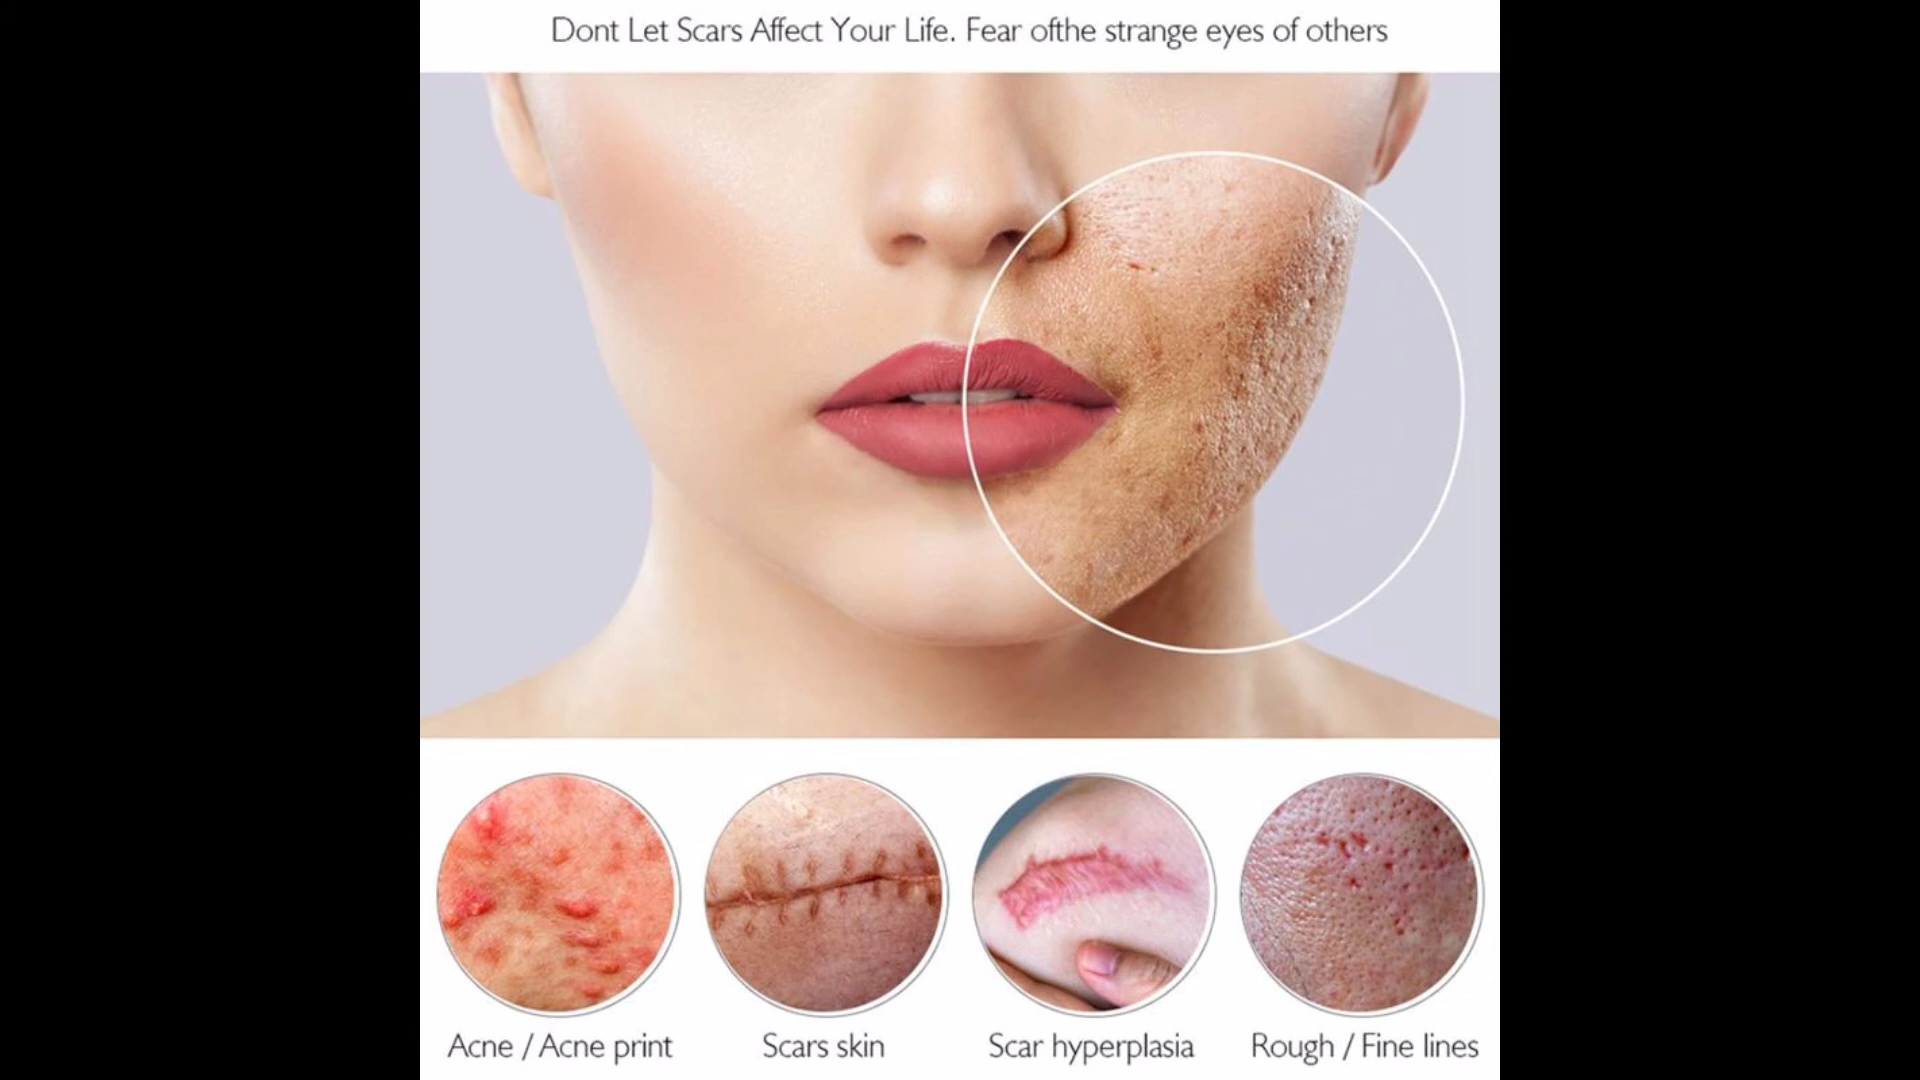 Dont Let Scars Affect Your Life. Fear ofthe strange eyes of others
Acne / Acne print
Scars skin
Scar hyperplasia
Rough / Fine lines